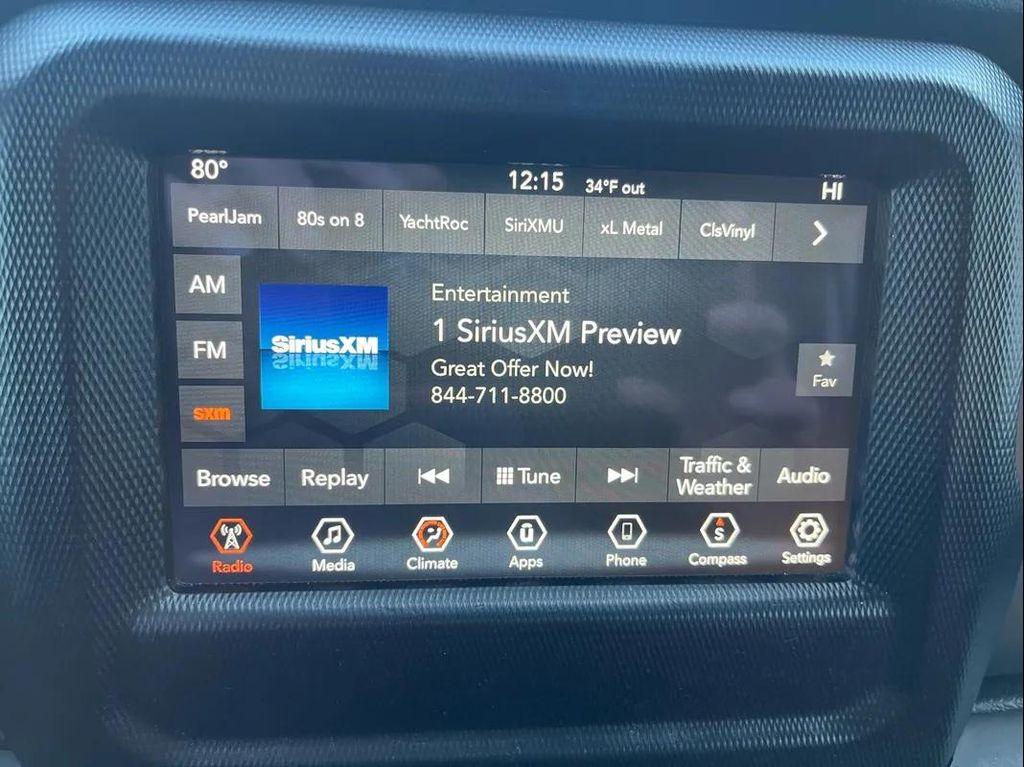 80°
12:15
34°F out
HI
PearlJam
80s on 8
YachtRoc
SiriXMU
xL Metal
ClsVinyl
AM
FM
sxm
SiriusXM
Entertainment
1 SiriusXM Preview
Great Offer Now!
844-711-8800
Fav
Browse
Replay
Tune
Traffic &
Weather
Audio
Radio
Media
Climate
Apps
Phone
S
Compass
Settings